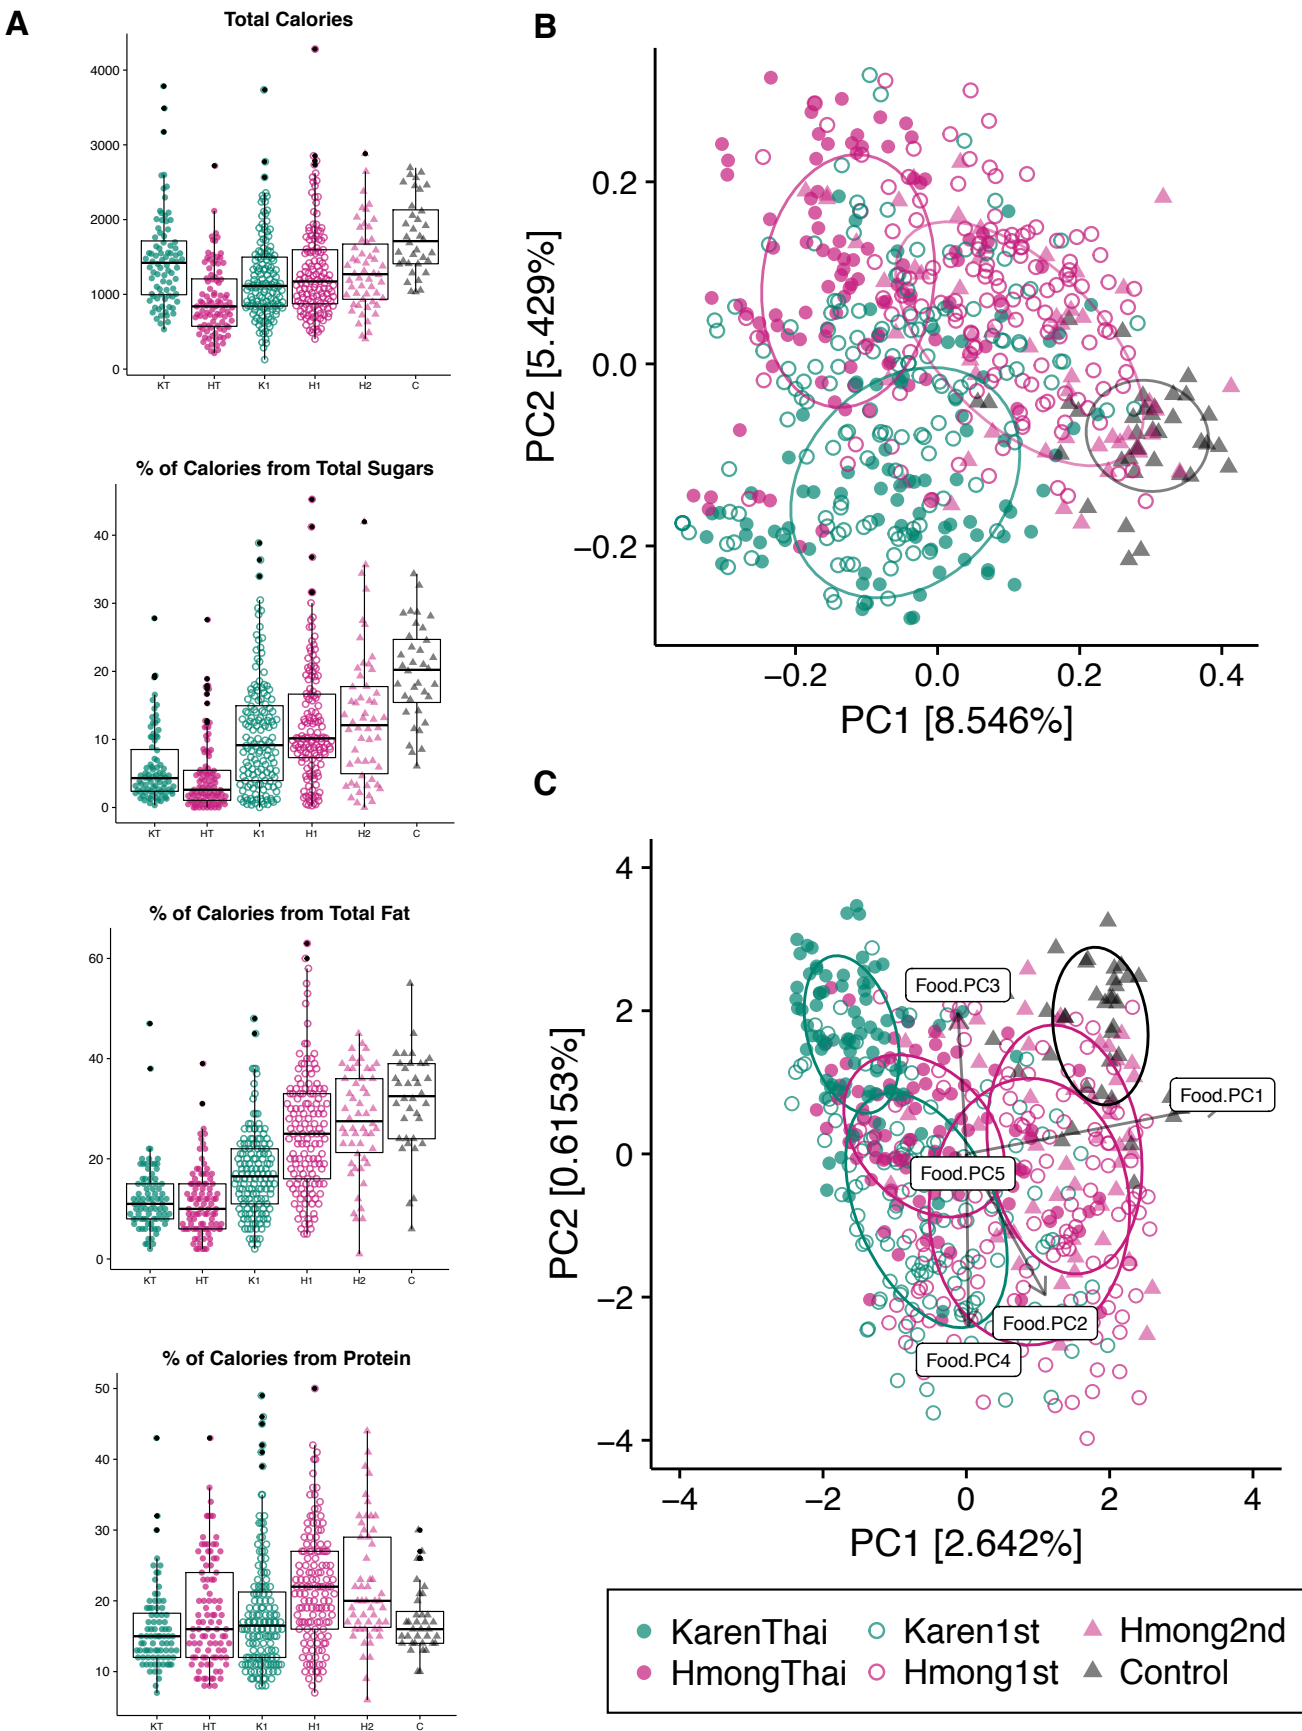 A
Total Calories
4000
3000
2000
1000
0
KT HT K1 H1 H2 C
% of Calories from Total Sugars
40
30
20
10
0
KT HT K1 H1 H2 C
% of Calories from Total Fat
60
40
20
0
KT HT K1 H1 H2 C
% of Calories from Protein
50
40
30
20
10
KT HT K1 H1 H2 C
B
PC2 [5.429%]
0.2
0.0
−0.2
−0.2 0.0 0.2 0.4
PC1 [8.546%]
C
PC2 [0.6153%]
4
2
0
−2
−4
Food.PC3
Food.PC1
Food.PC5
Food.PC2
Food.PC4
−4 −2 0 2 4
PC1 [2.642%]
KarenThai Karen1st Hmong2nd
HmongThai Hmong1st Control